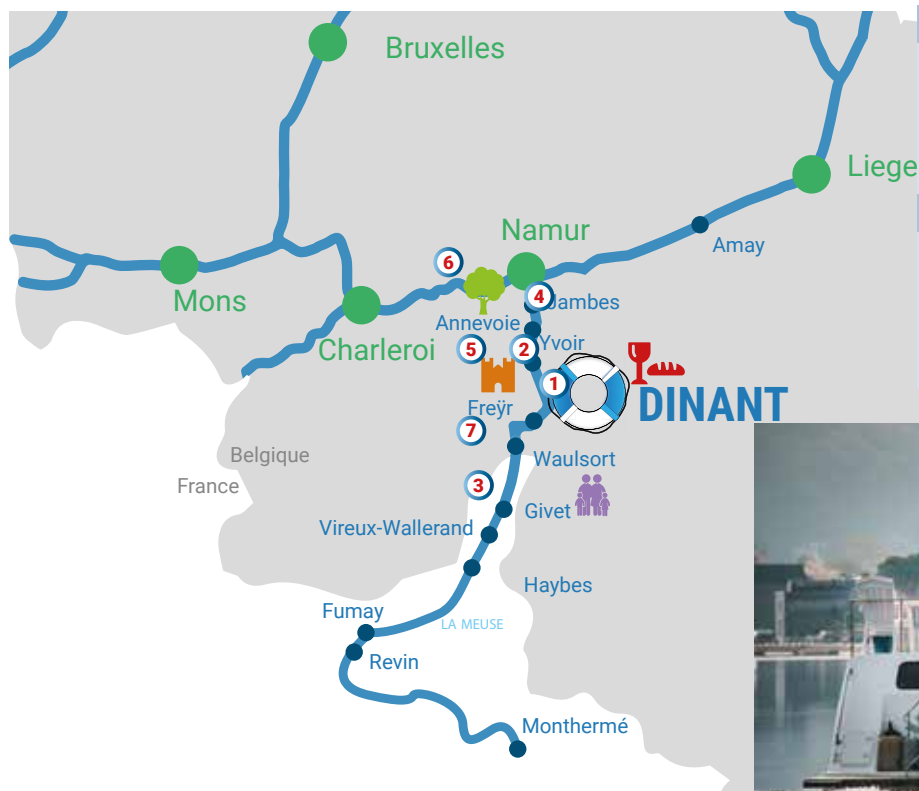 Bruxelles
Liege
Namur
Amay
6
Mons
4
Jambes
Annevoie
Charleroi
5
2
Yvoir
1
DINANT
Freÿr
7
Belgique
Waulsort
France
3
Givet
Vireux-Wallerand
Haybes
Fumay
LA MEUSE
Revin
Monthermé